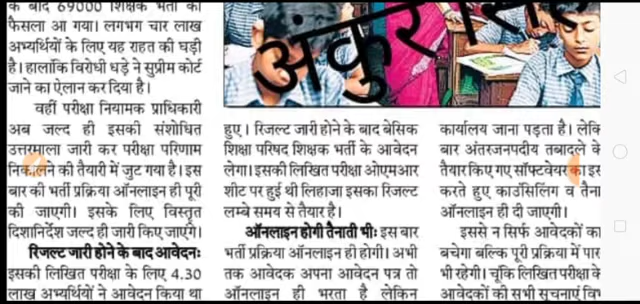 के बाद 69000 शिक्षक भर्ती का
फैसला आ गया। लगभग चार लाख
अभ्यर्थियों के लिए यह राहत की घड़ी
है। हालांकि विरोधी धड़े ने सुप्रीम कोर्ट
जाने का ऐलान कर दिया है।
वहीं परीक्षा नियामक प्राधिकारी
अब जल्द ही इसकी संशोधित
उत्तरमाला जारी कर परीक्षा परिणाम
निकालने की तैयारी में जुट गया है। इस
बार की भर्ती प्रक्रिया ऑनलाइन ही पूरी
की जाएगी। इसके लिए विस्तृत
दिशानिर्देश जल्द ही जारी किए जाएंगे।
रिजल्ट जारी होने के बाद आवेदनः
इसकी लिखित परीक्षा के लिए 4.30
लाख अभ्यर्थियों ने आवेदन किया था
अंकुर
हुए। रिजल्ट जारी होने के बाद बेसिक
शिक्षा परिषद शिक्षक भर्ती के आवेदन
लेगा। इसकी लिखित परीक्षा ओएमआर
शीट पर हुई थी लिहाजा इसका रिजल्ट
लम्बे समय से तैयार है।
ऑनलाइन होगी तैनाती भीः इस बार
भर्ती प्रक्रिया ऑनलाइन ही होगी। अभी
तक आवेदक अपना आवेदन पत्र तो
ऑनलाइन ही भरता है लेकिन
कार्यालय जाना पड़ता है। लेकि
बार अंतरजनपदीय तबादले के
तैयार किए गए सॉफ्टवेयर का इस
करते हुए काउंसिलिंग व तैना
ऑनलाइन ही दी जाएगी।
इससे न सिर्फ आवेदकों का
बचेगा बल्कि पूरी प्रक्रिया में पार
भी रहेगी। चूंकि लिखित परीक्षा के
आवेदकों की सभी सूचनाएं